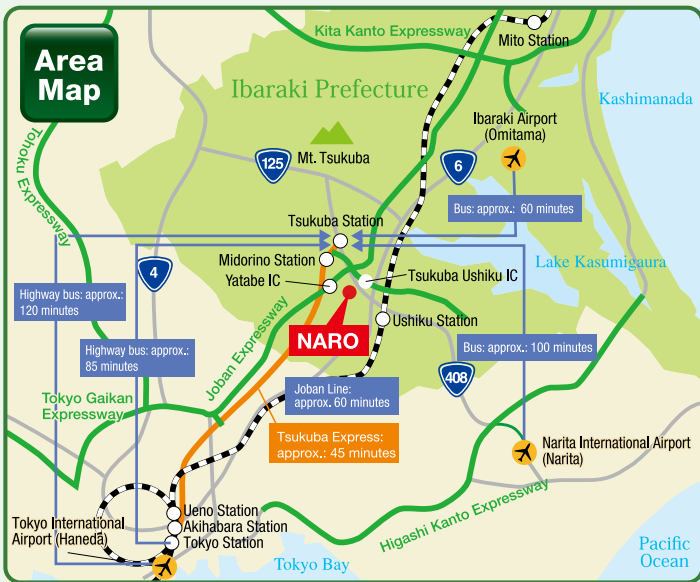 Area
Map
Kita Kanto Expressway
Mito Station
Ibaraki Prefecture
Kashimanada
Ibaraki Airport
(Omitama)
Tohoku Expressway
125
Mt. Tsukuba
6
Bus: approx.: 60 minutes
Tsukuba Station
Midorino Station
Yatabe IC
Tsukuba Ushiku IC
Lake Kasumigaura
4
Highway bus: approx.:
120 minutes
NARO
Ushiku Station
Joban Expressway
Highway bus: approx.:
85 minutes
Bus: approx.: 100 minutes
408
Joban Line:
approx. 60 minutes
Tokyo Gaikan
Expressway
Tsukuba Express:
approx.: 45 minutes
Narita International Airport
(Narita)
Higashi Kanto Expressway
Ueno Station
Akihabara Station
Tokyo Station
Tokyo International
Airport (Haneda)
Tokyo Bay
Pacific
Ocean